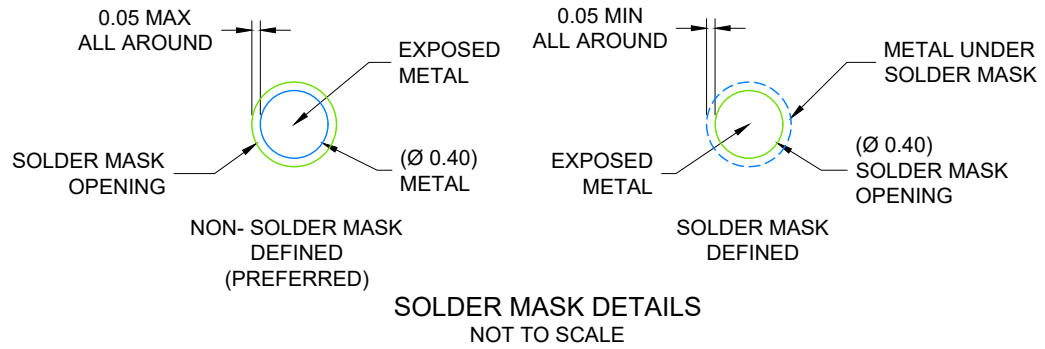 0.05 MAX
ALL AROUND
EXPOSED
METAL
SOLDER MASK
OPENING
(Ø 0.40)
METAL
NON- SOLDER MASK
DEFINED
(PREFERRED)
0.05 MIN
ALL AROUND
METAL UNDER
SOLDER MASK
EXPOSED
METAL
(Ø 0.40)
SOLDER MASK
OPENING
SOLDER MASK
DEFINED
SOLDER MASK DETAILS
NOT TO SCALE